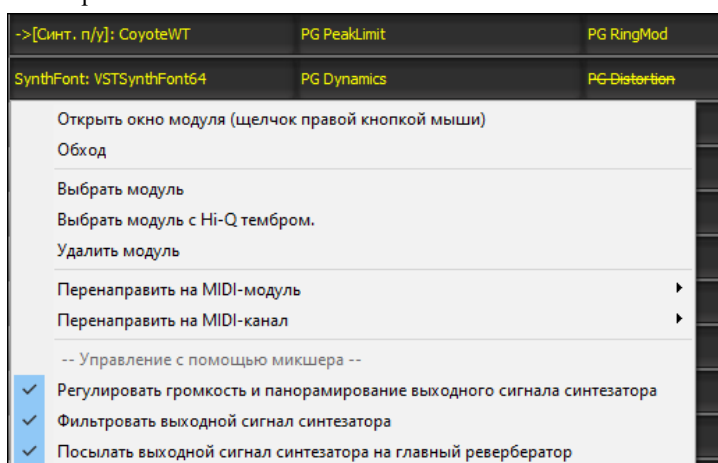 ->[Синт. п/у]: CoyoteWT PG PeakLimit PG RingMod
SynthFont: VSTSynthFont64 PG Dynamics PG Distortion
Открыть окно модуля (щелчок правой кнопкой мыши)
Обход
Выбрать модуль
Выбрать модуль с Hi-Q тембром.
Удалить модуль
Перенаправить на MIDI-модуль
Перенаправить на MIDI-канал
-- Управление с помощью микшера --
Регулировать громкость и панорамирование выходного сигнала синтезатора
Фильтровать выходной сигнал синтезатора
Посылать выходной сигнал синтезатора на главный ревербератор